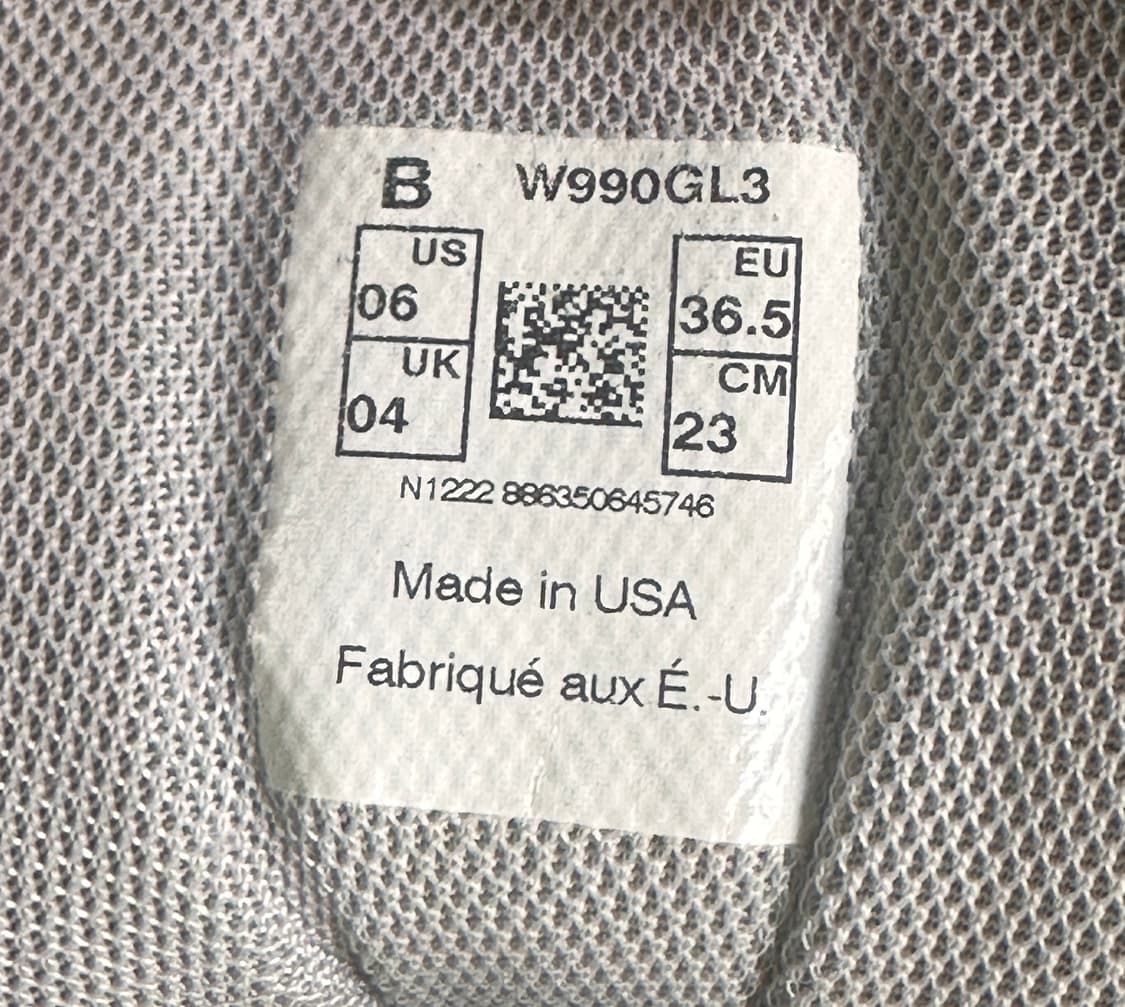 B W990GL3
US EU
06 36.5
UK CM
04 23
N1222 886350645746
Made in USA
Fabriqué aux É.-U.